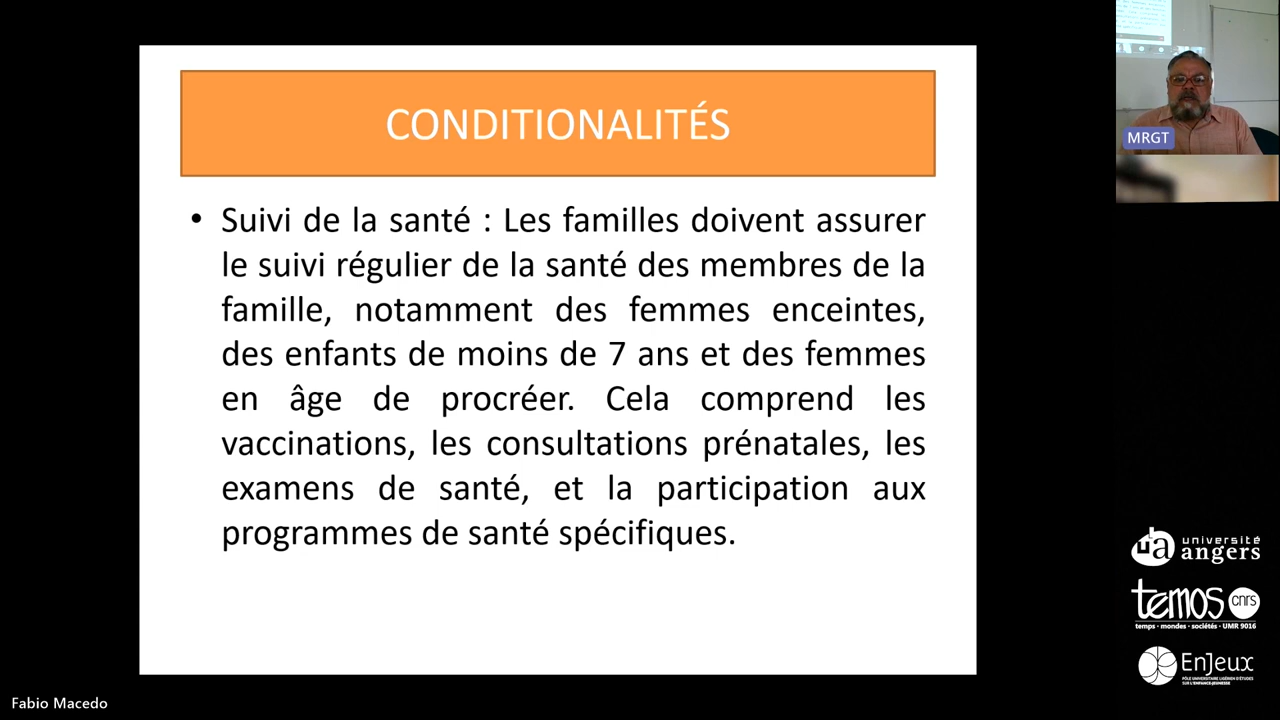 CONDITIONALITÉS
• Suivi de la santé : Les familles doivent assurer
le suivi régulier de la santé des membres de la
famille, notamment des femmes enceintes,
des enfants de moins de 7 ans et des femmes
en âge de procréer. Cela comprend les
vaccinations, les consultations prénatales, les
examens de santé, et la participation aux
programmes de santé spécifiques.
MRGT
ua université
angers
temos cnrs
temps • mondes • sociétés • UMR 9016
EnJeux
PÔLE UNIVERSITAIRE LIGÉRIEN D'ÉTUDES
SUR L'ENFANCE-JEUNESSE
Fabio Macedo